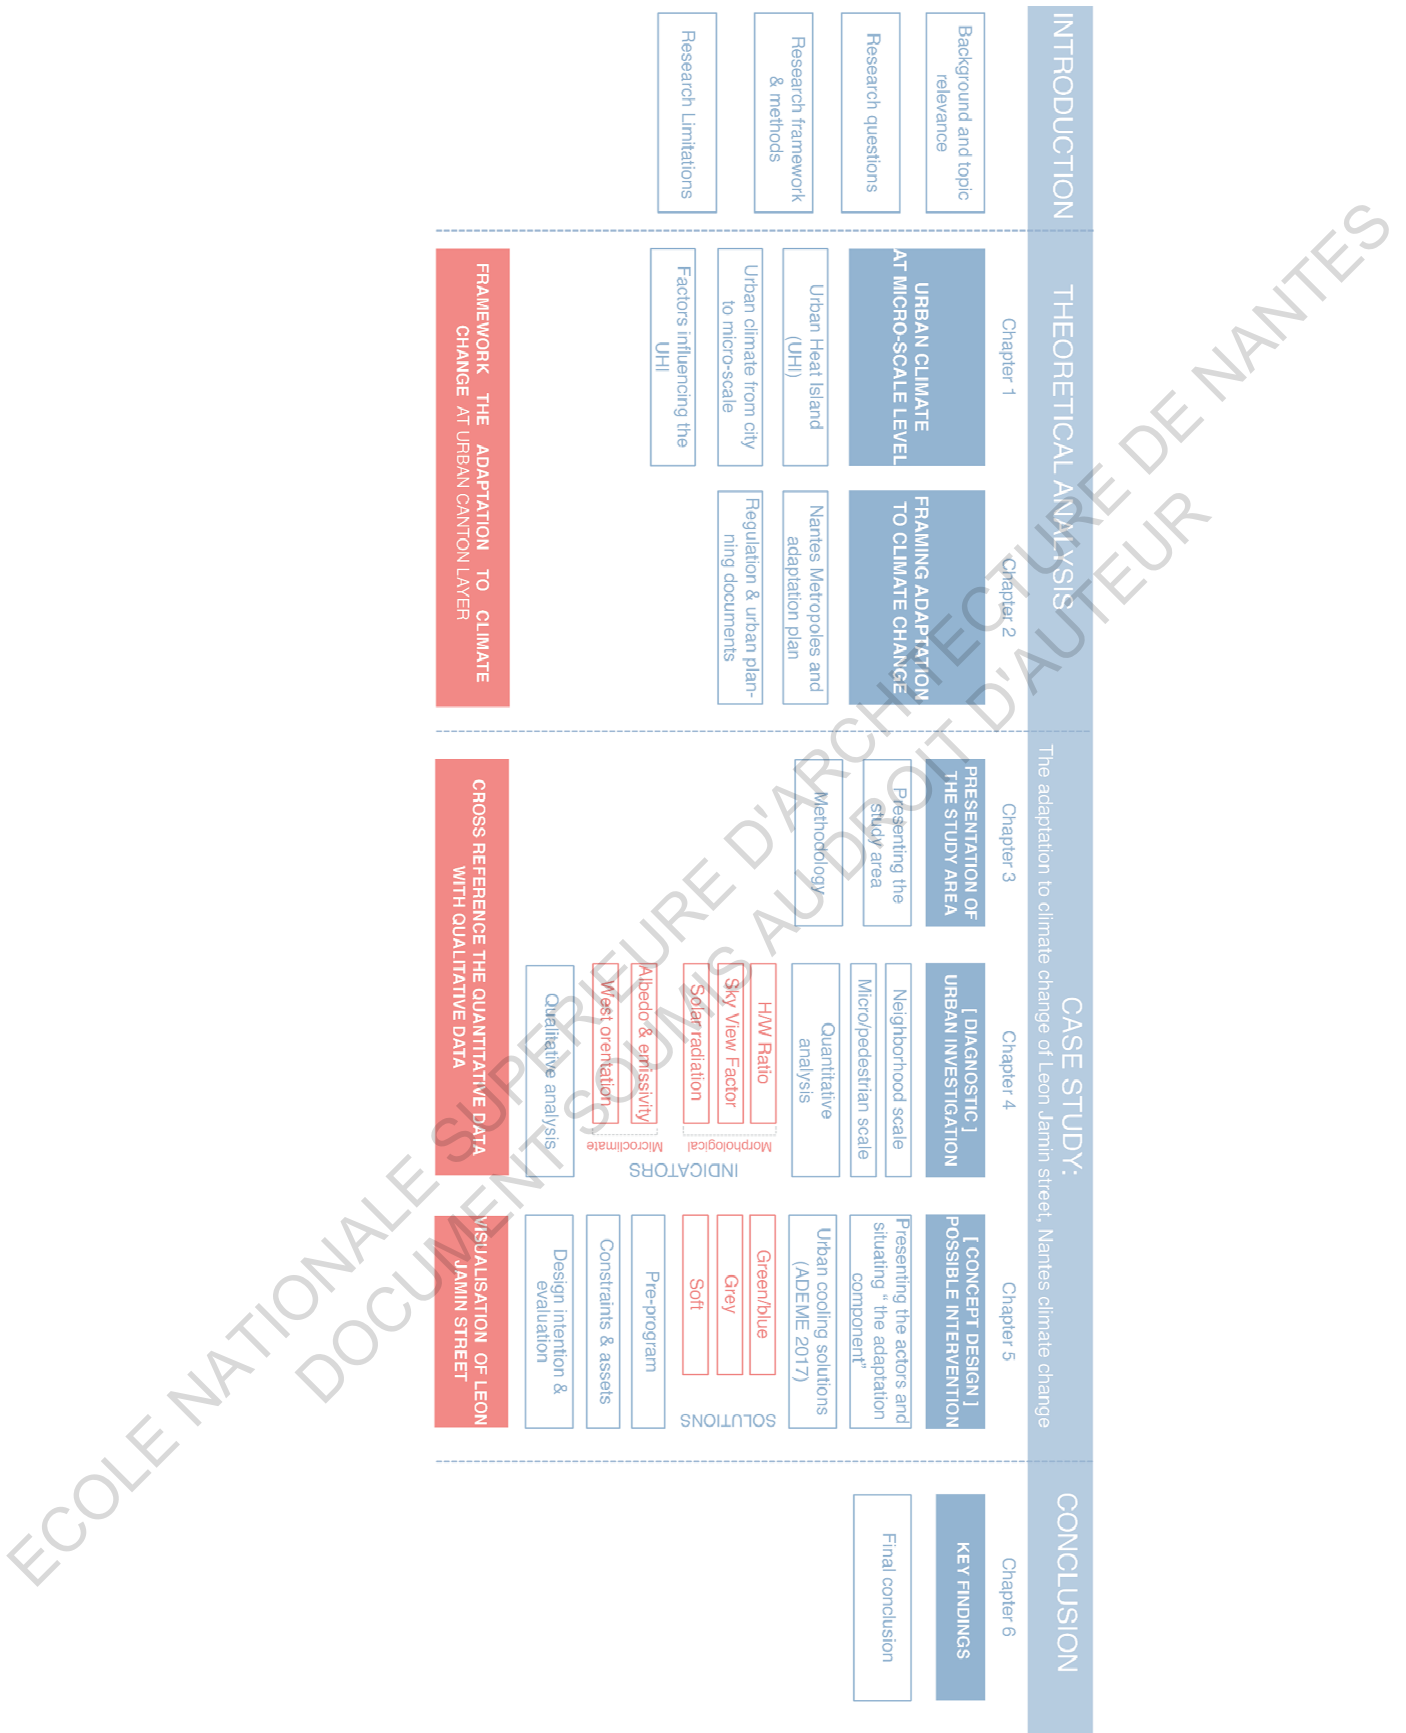 INTRODUCTION
Background and topic
relevance
Research questions
Research framework
& methods
Research Limitations
THEORETICAL ANALYSIS
Chapter 1
URBAN CLIMATE
AT MICRO-SCALE LEVEL
Urban Heat Island
(UHI)
Urban climate from city
to micro-scale
Factors influencing the
UHI
Chapter 2
FRAMING ADAPTATION
TO CLIMATE CHANGE
Nantes Metropoles and
adaptation plan
Regulation & urban plan-
ning documents
FRAMEWORK THE ADAPTATION TO CLIMATE
CHANGE AT URBAN CANTON LAYER
CASE STUDY:
The adaptation to climate change of Leon Jamin street, Nantes climate change
Chapter 3
PRESENTATION OF
THE STUDY AREA
Presenting the
study area
Methodology
Chapter 4
[ DIAGNOSTIC ]
URBAN INVESTIGATION
Neighborhood scale
Micro/pedestrian scale
Quantitative
analysis
H/W Ratio
Sky View Factor
Solar radiation
Morphological
Albedo & emissivity
West orentation
Microclimate
INDICATORS
Qualitative analysis
CROSS REFERENCE THE QUANTITATIVE DATA
WITH QUALITATIVE DATA
Chapter 5
[ CONCEPT DESIGN ]
POSSIBLE INTERVENTION
Presenting the actors and
situating “ the adaptation
component”
Urban cooling solutions
(ADEME 2017)
Green/blue
Grey
Soft
SOLUTIONS
Pre-program
Constraints & assets
Design intention &
evaluation
VISUALISATION OF LEON
JAMIN STREET
CONCLUSION
Chapter 6
KEY FINDINGS
Final conclusion
ECOLE NATIONALE SUPERIEURE D'ARCHITECTURE DE NANTES
DOCUMENT SOUMIS AU DROIT D'AUTEUR